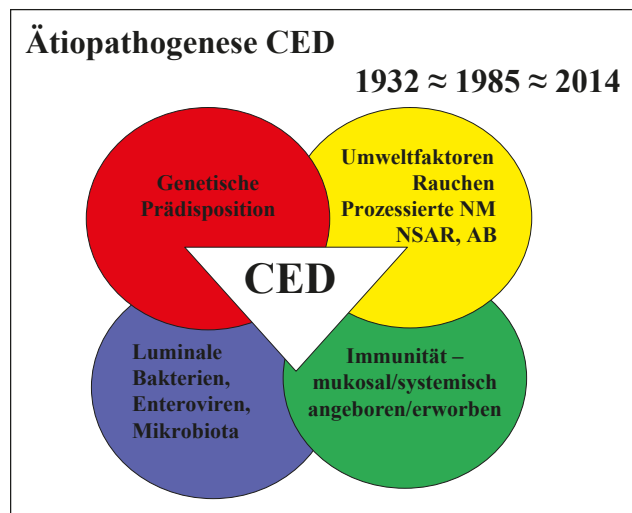 Ätiopathogenese CED
1932 ≈ 1985 ≈ 2014
Genetische
Prädisposition
Umweltfaktoren
Rauchen
Prozessierte NM
NSAR, AB
CED
Luminale
Bakterien,
Enteroviren,
Mikrobiota
Immunität –
mukosal/systemisch
angeboren/erworben